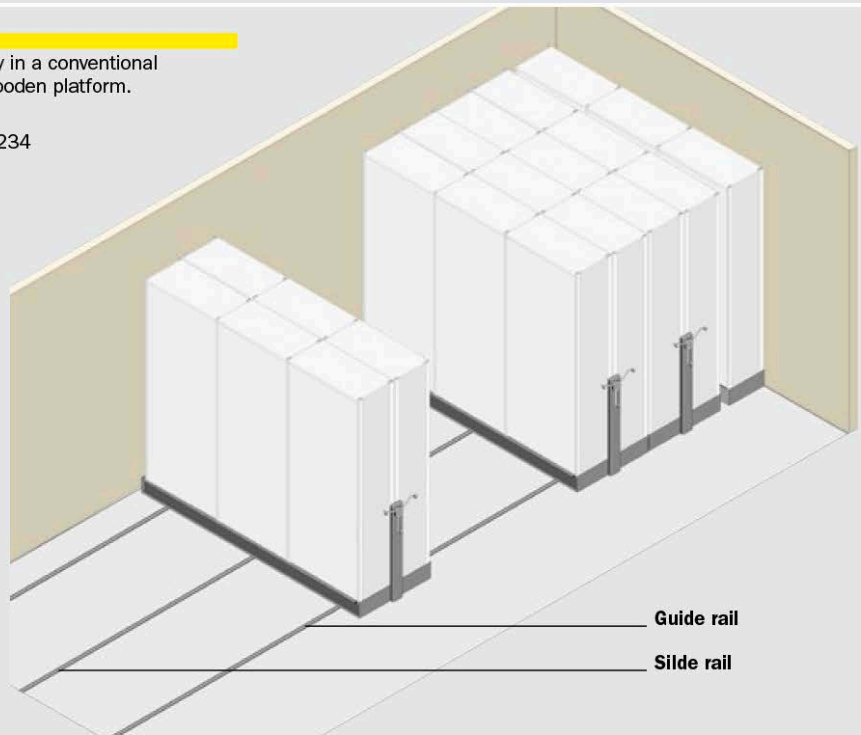 in a conventional
ooden platform.
234
Guide rail
Silde rail